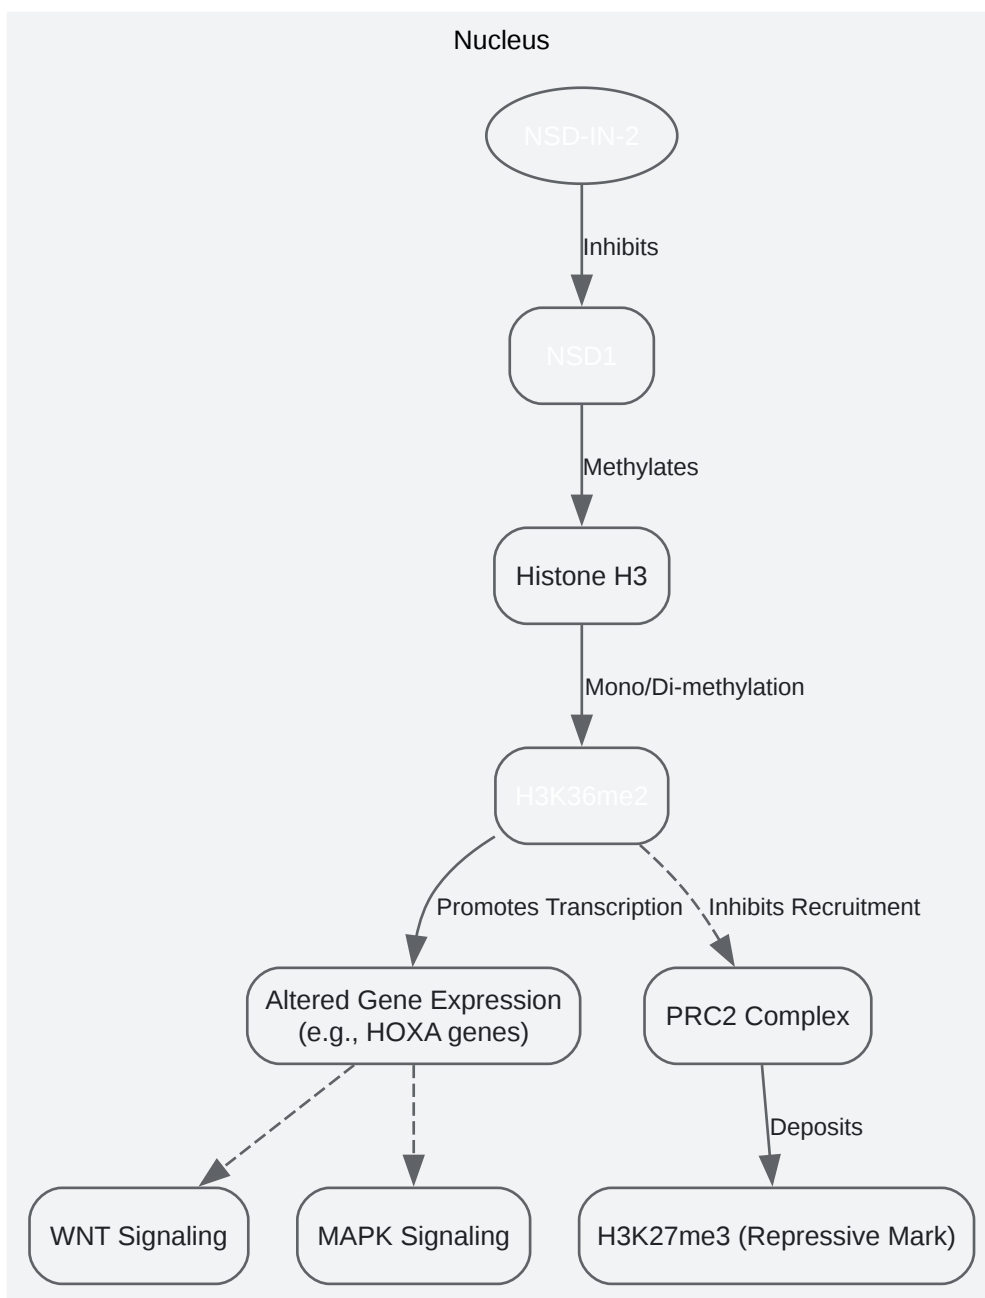 Nucleus
NSD-IN-2
Inhibits
NSD1
Methylates
Histone H3
Mono/Di-methylation
H3K36me2
Promotes Transcription
Inhibits Recruitment
Altered Gene Expression
(e.g., HOXA genes)
PRC2 Complex
Deposits
WNT Signaling
MAPK Signaling
H3K27me3 (Repressive Mark)